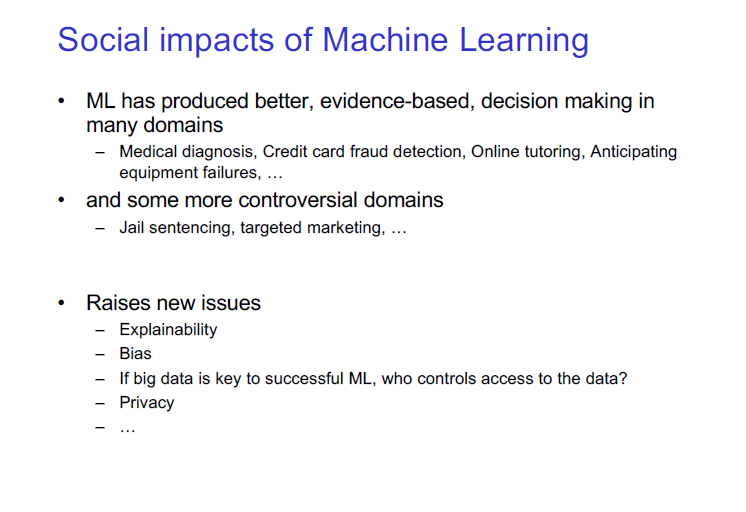 Social impacts of Machine Learning
• ML has produced better, evidence-based, decision making in
many domains
– Medical diagnosis, Credit card fraud detection, Online tutoring, Anticipating
equipment failures, …
• and some more controversial domains
– Jail sentencing, targeted marketing, …
• Raises new issues
– Explainability
– Bias
– If big data is key to successful ML, who controls access to the data?
– Privacy
– …